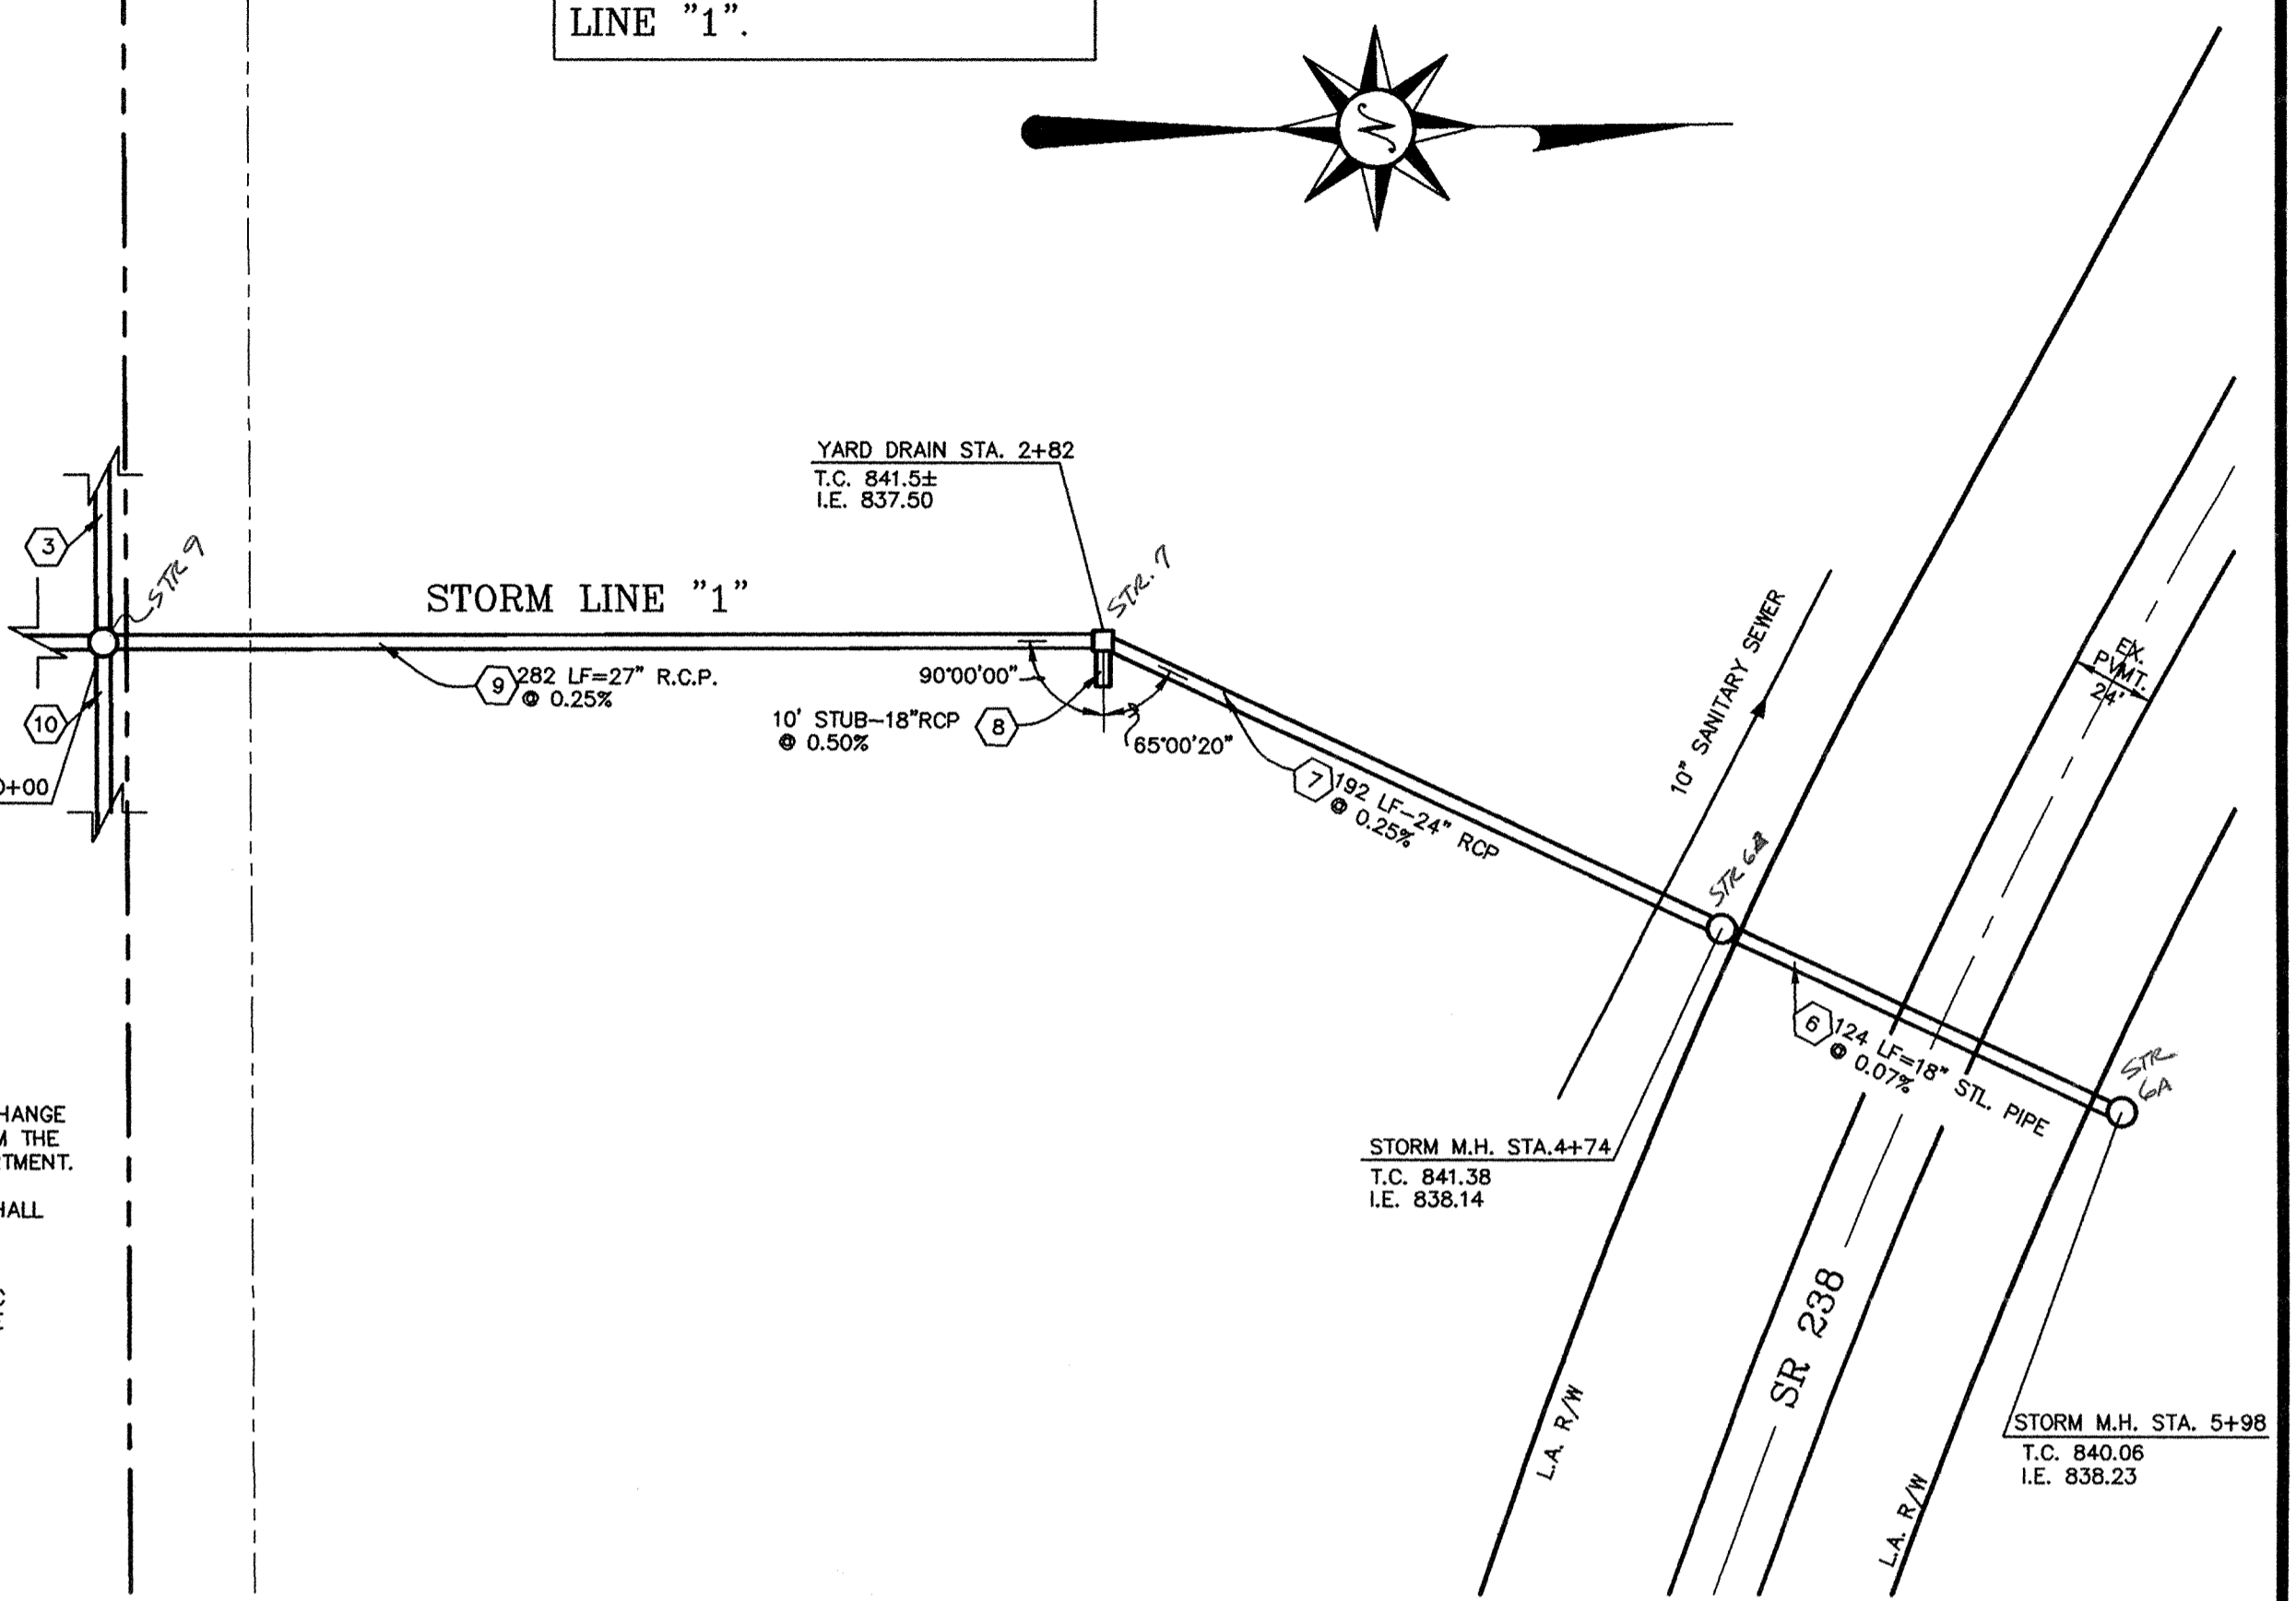 LINE "1".
N
YARD DRAIN STA. 2+82
T.C. 841.5±
I.E. 837.50
3
STR 9
STR. 7
STORM LINE "1"
9 282 LF=27" R.C.P.
@ 0.25%
90°00'00"
10' STUB-18"RCP 8
@ 0.50%
65°00'20"
10
0+00
7 192 LF-24" RCP
@ 0.25%
10" SANITARY SEWER
EX.
PVMT.
24'
STR
6 124 LF=18" STL. PIPE
@ 0.07%
STR
6A
HANGE
M THE
RTMENT.
HALL
STORM M.H. STA.4+74
T.C. 841.38
I.E. 838.14
SR 238
L.A. R/W
L.A. R/W
STORM M.H. STA. 5+98
T.C. 840.06
I.E. 838.23